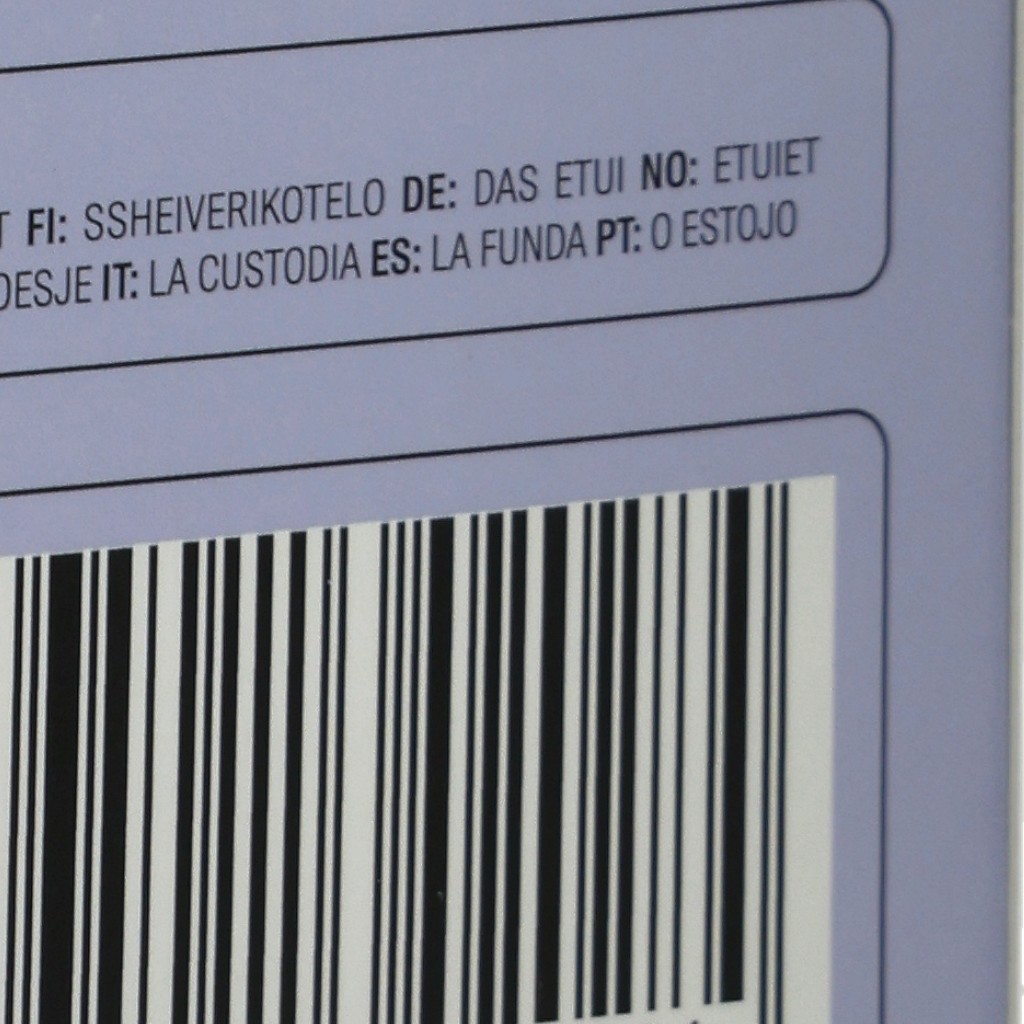 T FI: SSHEIVERIKOTELO DE: DAS ETUI NO: ETUIET
DESJE IT: LA CUSTODIA ES: LA FUNDA PT: O ESTOJO